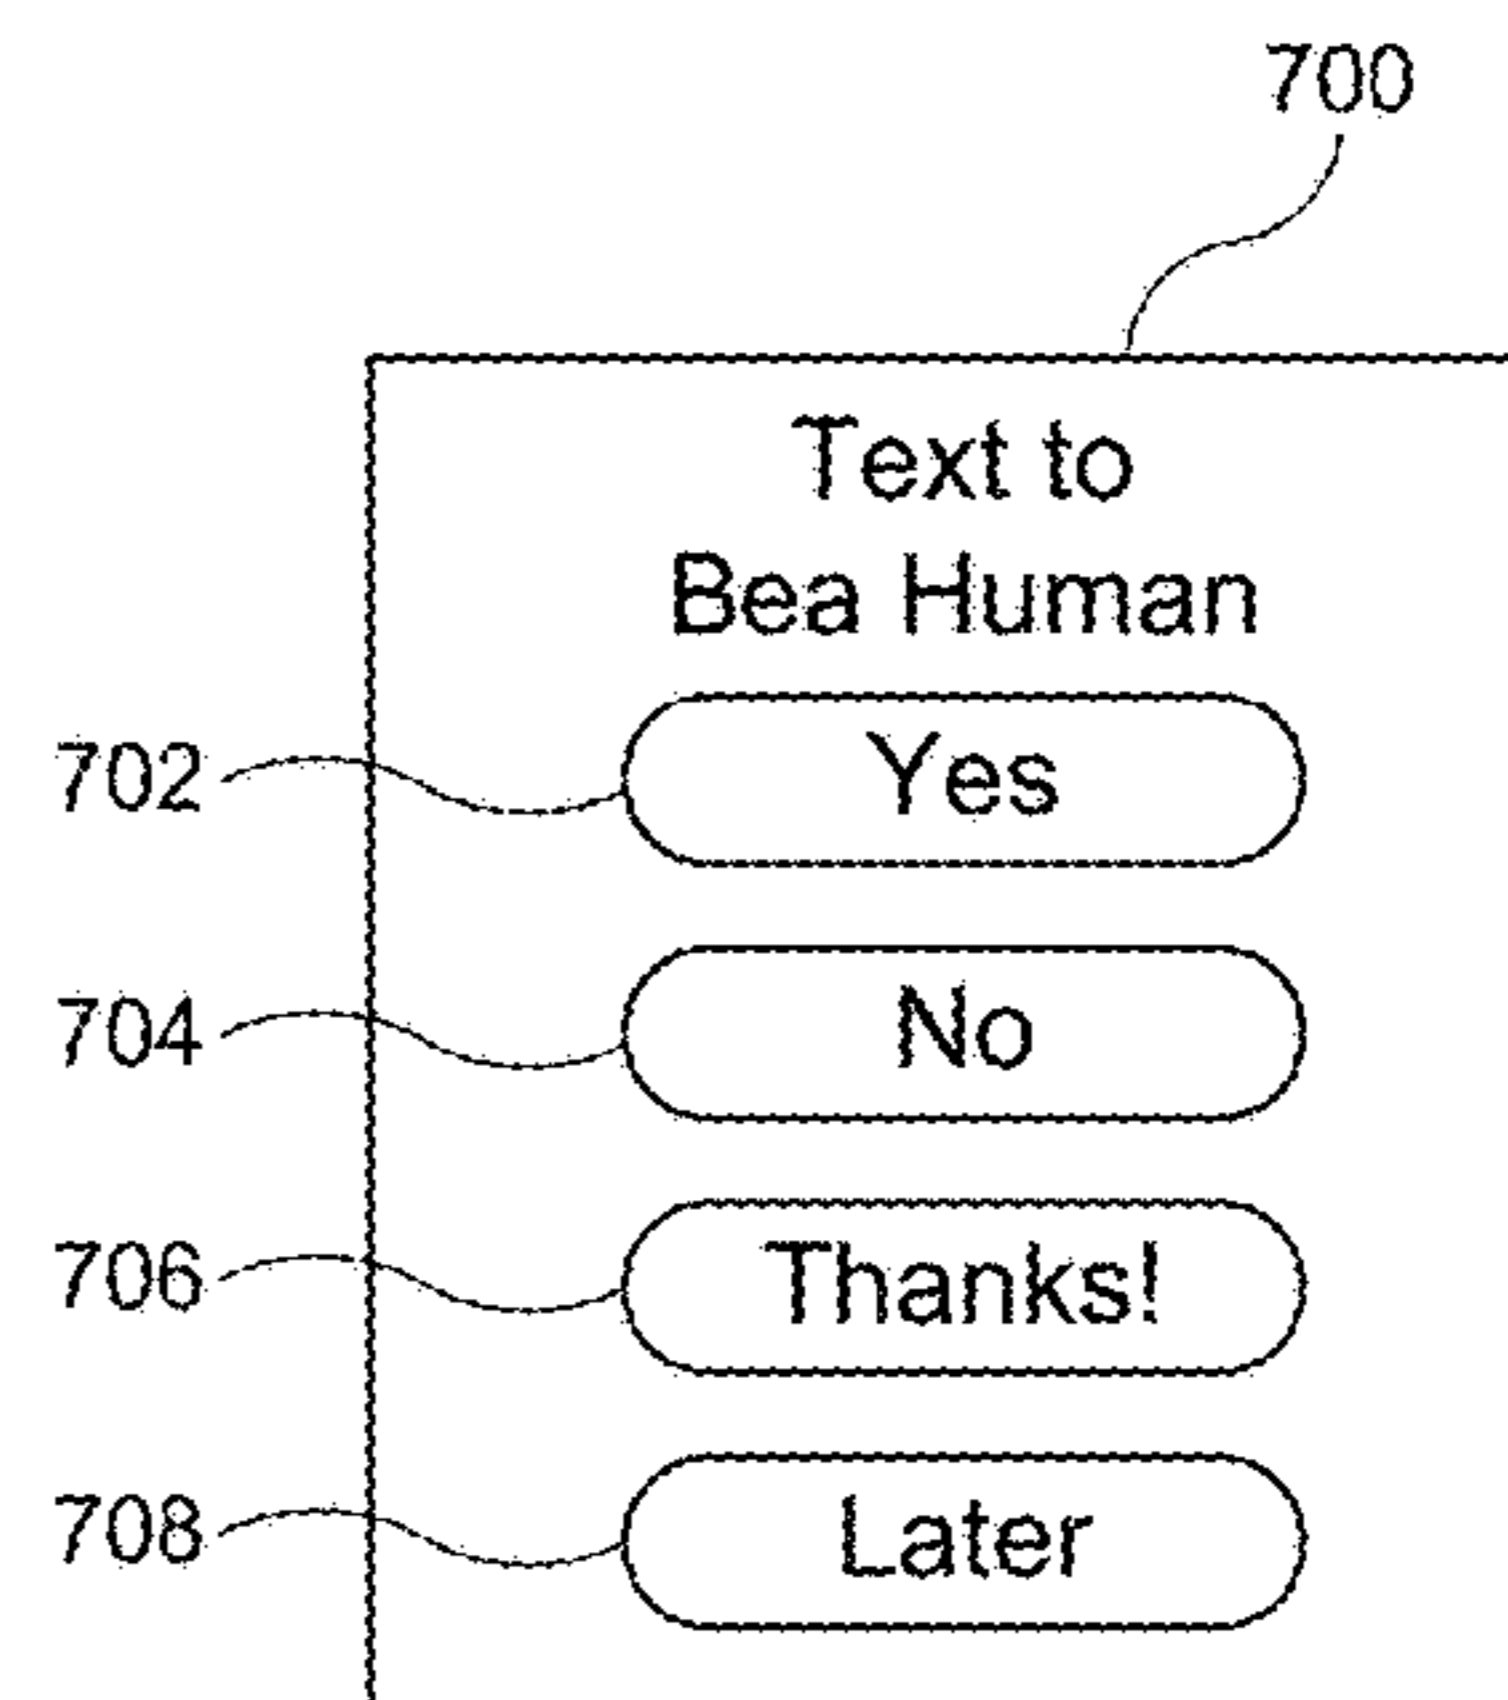 700
Text to
Bea Human
702 Yes
704 No
706 Thanks!
708 Later